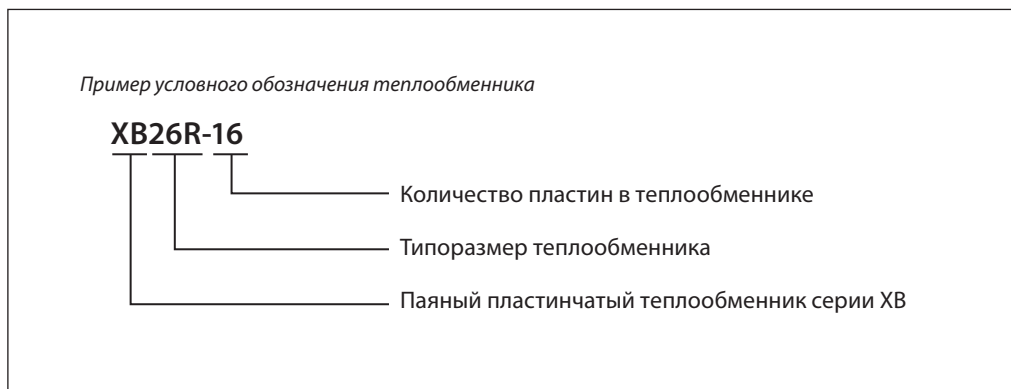 Пример условного обозначения теплообменника
XB26R-16
Количество пластин в теплообменнике
Типоразмер теплообменника
Паяный пластинчатый теплообменник серии XB